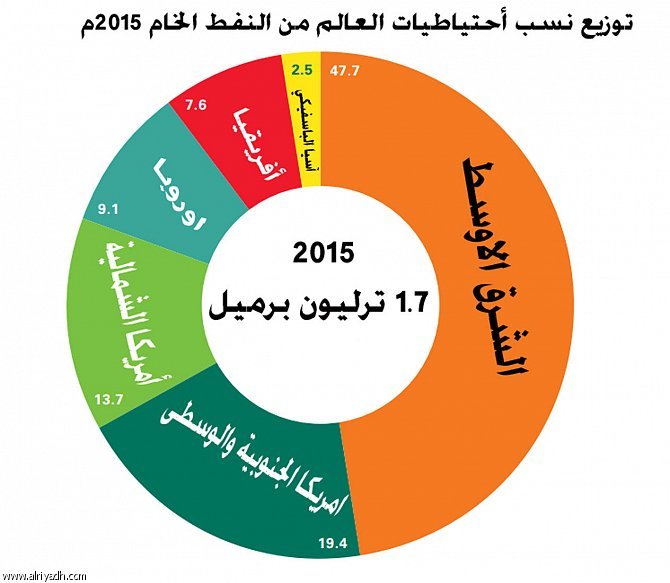 توزيع نسب أحتياطيات العالم من النفط الخام 2015م
47.7
الشرق الاوسط
19.4
امريكا الجنوبية والوسطى
13.7
أمريكا الشمالية
9.1
اوروبا
7.6
أفريقيا
2.5
آسيا الباسفيكي
2015
1.7 ترليون برميل
www.alriyadh.com